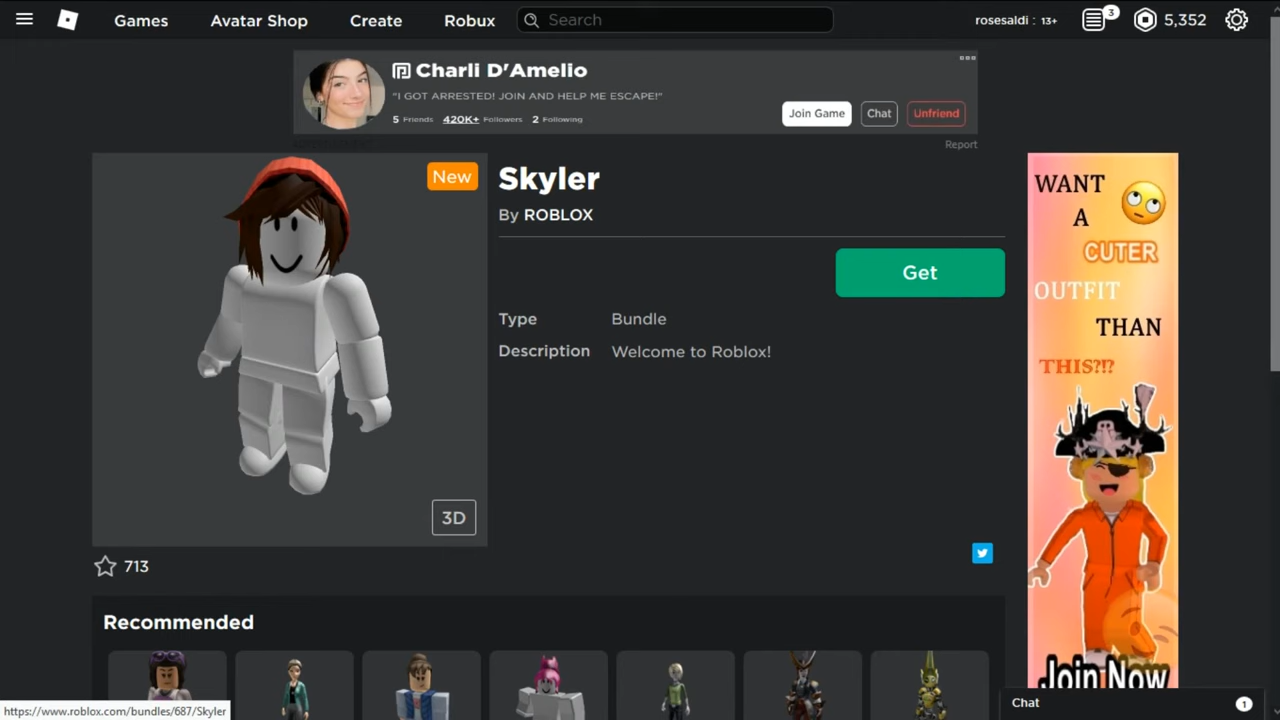 Games Avatar Shop Create Robux Search rosesaldi : 13+ 3 5,352
Charli D'Amelio
"I GOT ARRESTED! JOIN AND HELP ME ESCAPE!"
5 Friends 420K+ Followers 2 Following
Join Game Chat Unfriend
ADVERTISEMENT
Report
New
Skyler
By ROBLOX
Get
Type Bundle
Description Welcome to Roblox!
3D
713
Recommended
WANT
A
CUTER
OUTFIT
THAN
THIS?!?
Join Now
Chat 1
https://www.roblox.com/bundles/687/Skyler